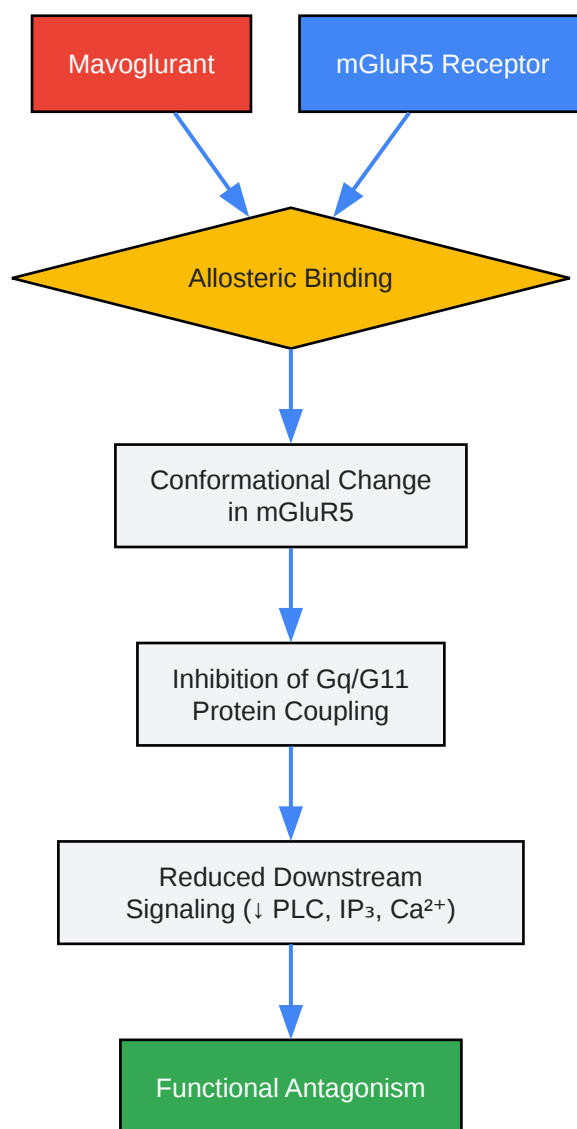 Mavoglurant
mGluR5 Receptor
Allosteric Binding
Conformational Change
in mGluR5
Inhibition of Gq/G11
Protein Coupling
Reduced Downstream
Signaling (↓ PLC, IP₃, Ca²⁺)
Functional Antagonism